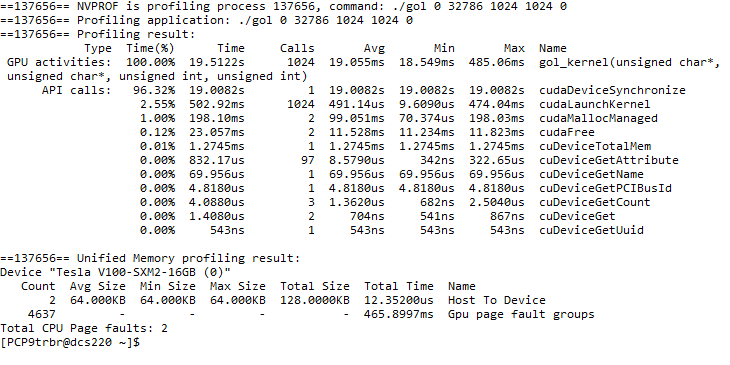 ==137656== NVPROF is profiling process 137656, command: ./gol 0 32786 1024 1024 0
==137656== Profiling application: ./gol 0 32786 1024 1024 0
==137656== Profiling result:
Type Time(%) Time Calls Avg Min Max Name
GPU activities: 100.00% 19.5122s 1024 19.055ms 18.549ms 485.06ms gol_kernel(unsigned char*,
unsigned char*, unsigned int, unsigned int)
API calls: 96.32% 19.0082s 1 19.0082s 19.0082s 19.0082s cudaDeviceSynchronize
2.55% 502.92ms 1024 491.14us 9.6090us 474.04ms cudaLaunchKernel
1.00% 198.10ms 2 99.051ms 70.374us 198.03ms cudaMallocManaged
0.12% 23.057ms 2 11.528ms 11.234ms 11.823ms cudaFree
0.01% 1.2745ms 1 1.2745ms 1.2745ms 1.2745ms cuDeviceTotalMem
0.00% 832.17us 97 8.5790us 342ns 322.65us cuDeviceGetAttribute
0.00% 69.956us 1 69.956us 69.956us 69.956us cuDeviceGetName
0.00% 4.8180us 1 4.8180us 4.8180us 4.8180us cuDeviceGetPCIBusId
0.00% 4.0880us 3 1.3620us 682ns 2.5040us cuDeviceGetCount
0.00% 1.4080us 2 704ns 541ns 867ns cuDeviceGet
0.00% 543ns 1 543ns 543ns 543ns cuDeviceGetUuid
==137656== Unified Memory profiling result:
Device "Tesla V100-SXM2-16GB (0)"
Count Avg Size Min Size Max Size Total Size Total Time Name
2 64.000KB 64.000KB 64.000KB 128.0000KB 12.35200us Host To Device
4637 - - - - 465.8997ms Gpu page fault groups
Total CPU Page faults: 2
[PCP9trbr@dcs220 ~]$